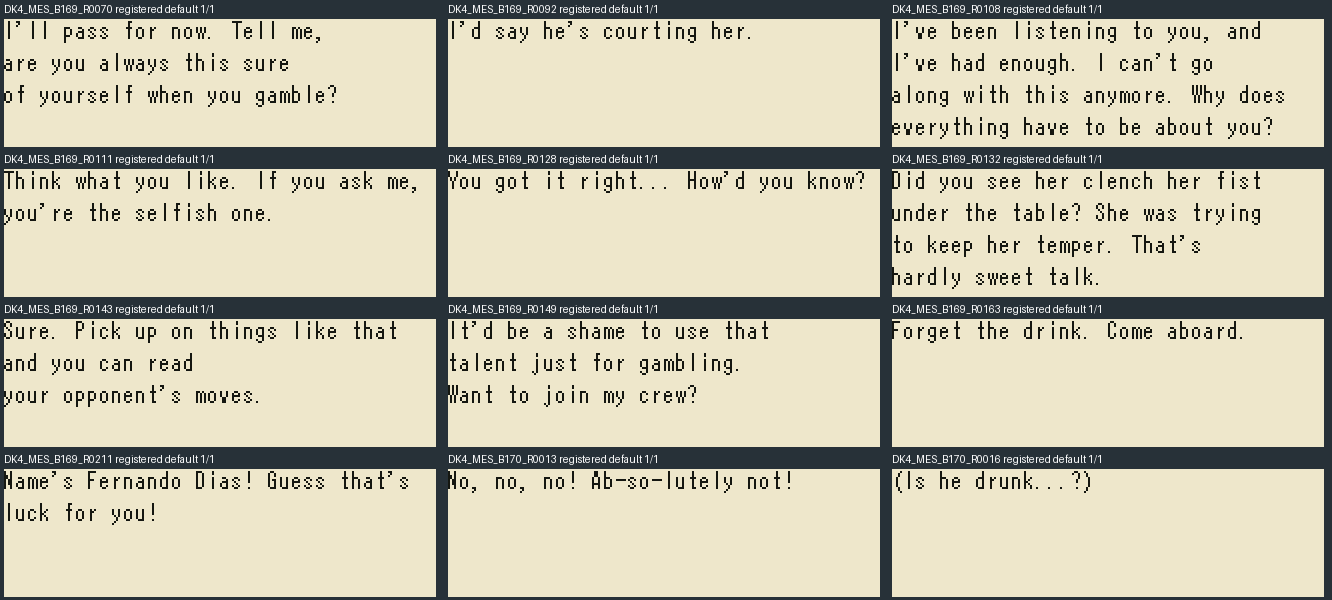 DK4_MES_B169_R0070 registered default 1/1
I'll pass for now. Tell me,
are you always this sure
of yourself when you gamble?
DK4_MES_B169_R0092 registered default 1/1
I'd say he's courting her.
DK4_MES_B169_R0108 registered default 1/1
I've been listening to you, and
I've had enough. I can't go
along with this anymore. Why does
everything have to be about you?
DK4_MES_B169_R0111 registered default 1/1
Think what you like. If you ask me,
you're the selfish one.
DK4_MES_B169_R0128 registered default 1/1
You got it right... How'd you know?
DK4_MES_B169_R0132 registered default 1/1
Did you see her clench her fist
under the table? She was trying
to keep her temper. That's
hardly sweet talk.
DK4_MES_B169_R0143 registered default 1/1
Sure. Pick up on things like that
and you can read
your opponent's moves.
DK4_MES_B169_R0149 registered default 1/1
It'd be a shame to use that
talent just for gambling.
Want to join my crew?
DK4_MES_B169_R0163 registered default 1/1
Forget the drink. Come aboard.
DK4_MES_B169_R0211 registered default 1/1
Name's Fernando Dias! Guess that's
luck for you!
DK4_MES_B170_R0013 registered default 1/1
No, no, no! Ab-so-lutely not!
DK4_MES_B170_R0016 registered default 1/1
(Is he drunk...?)